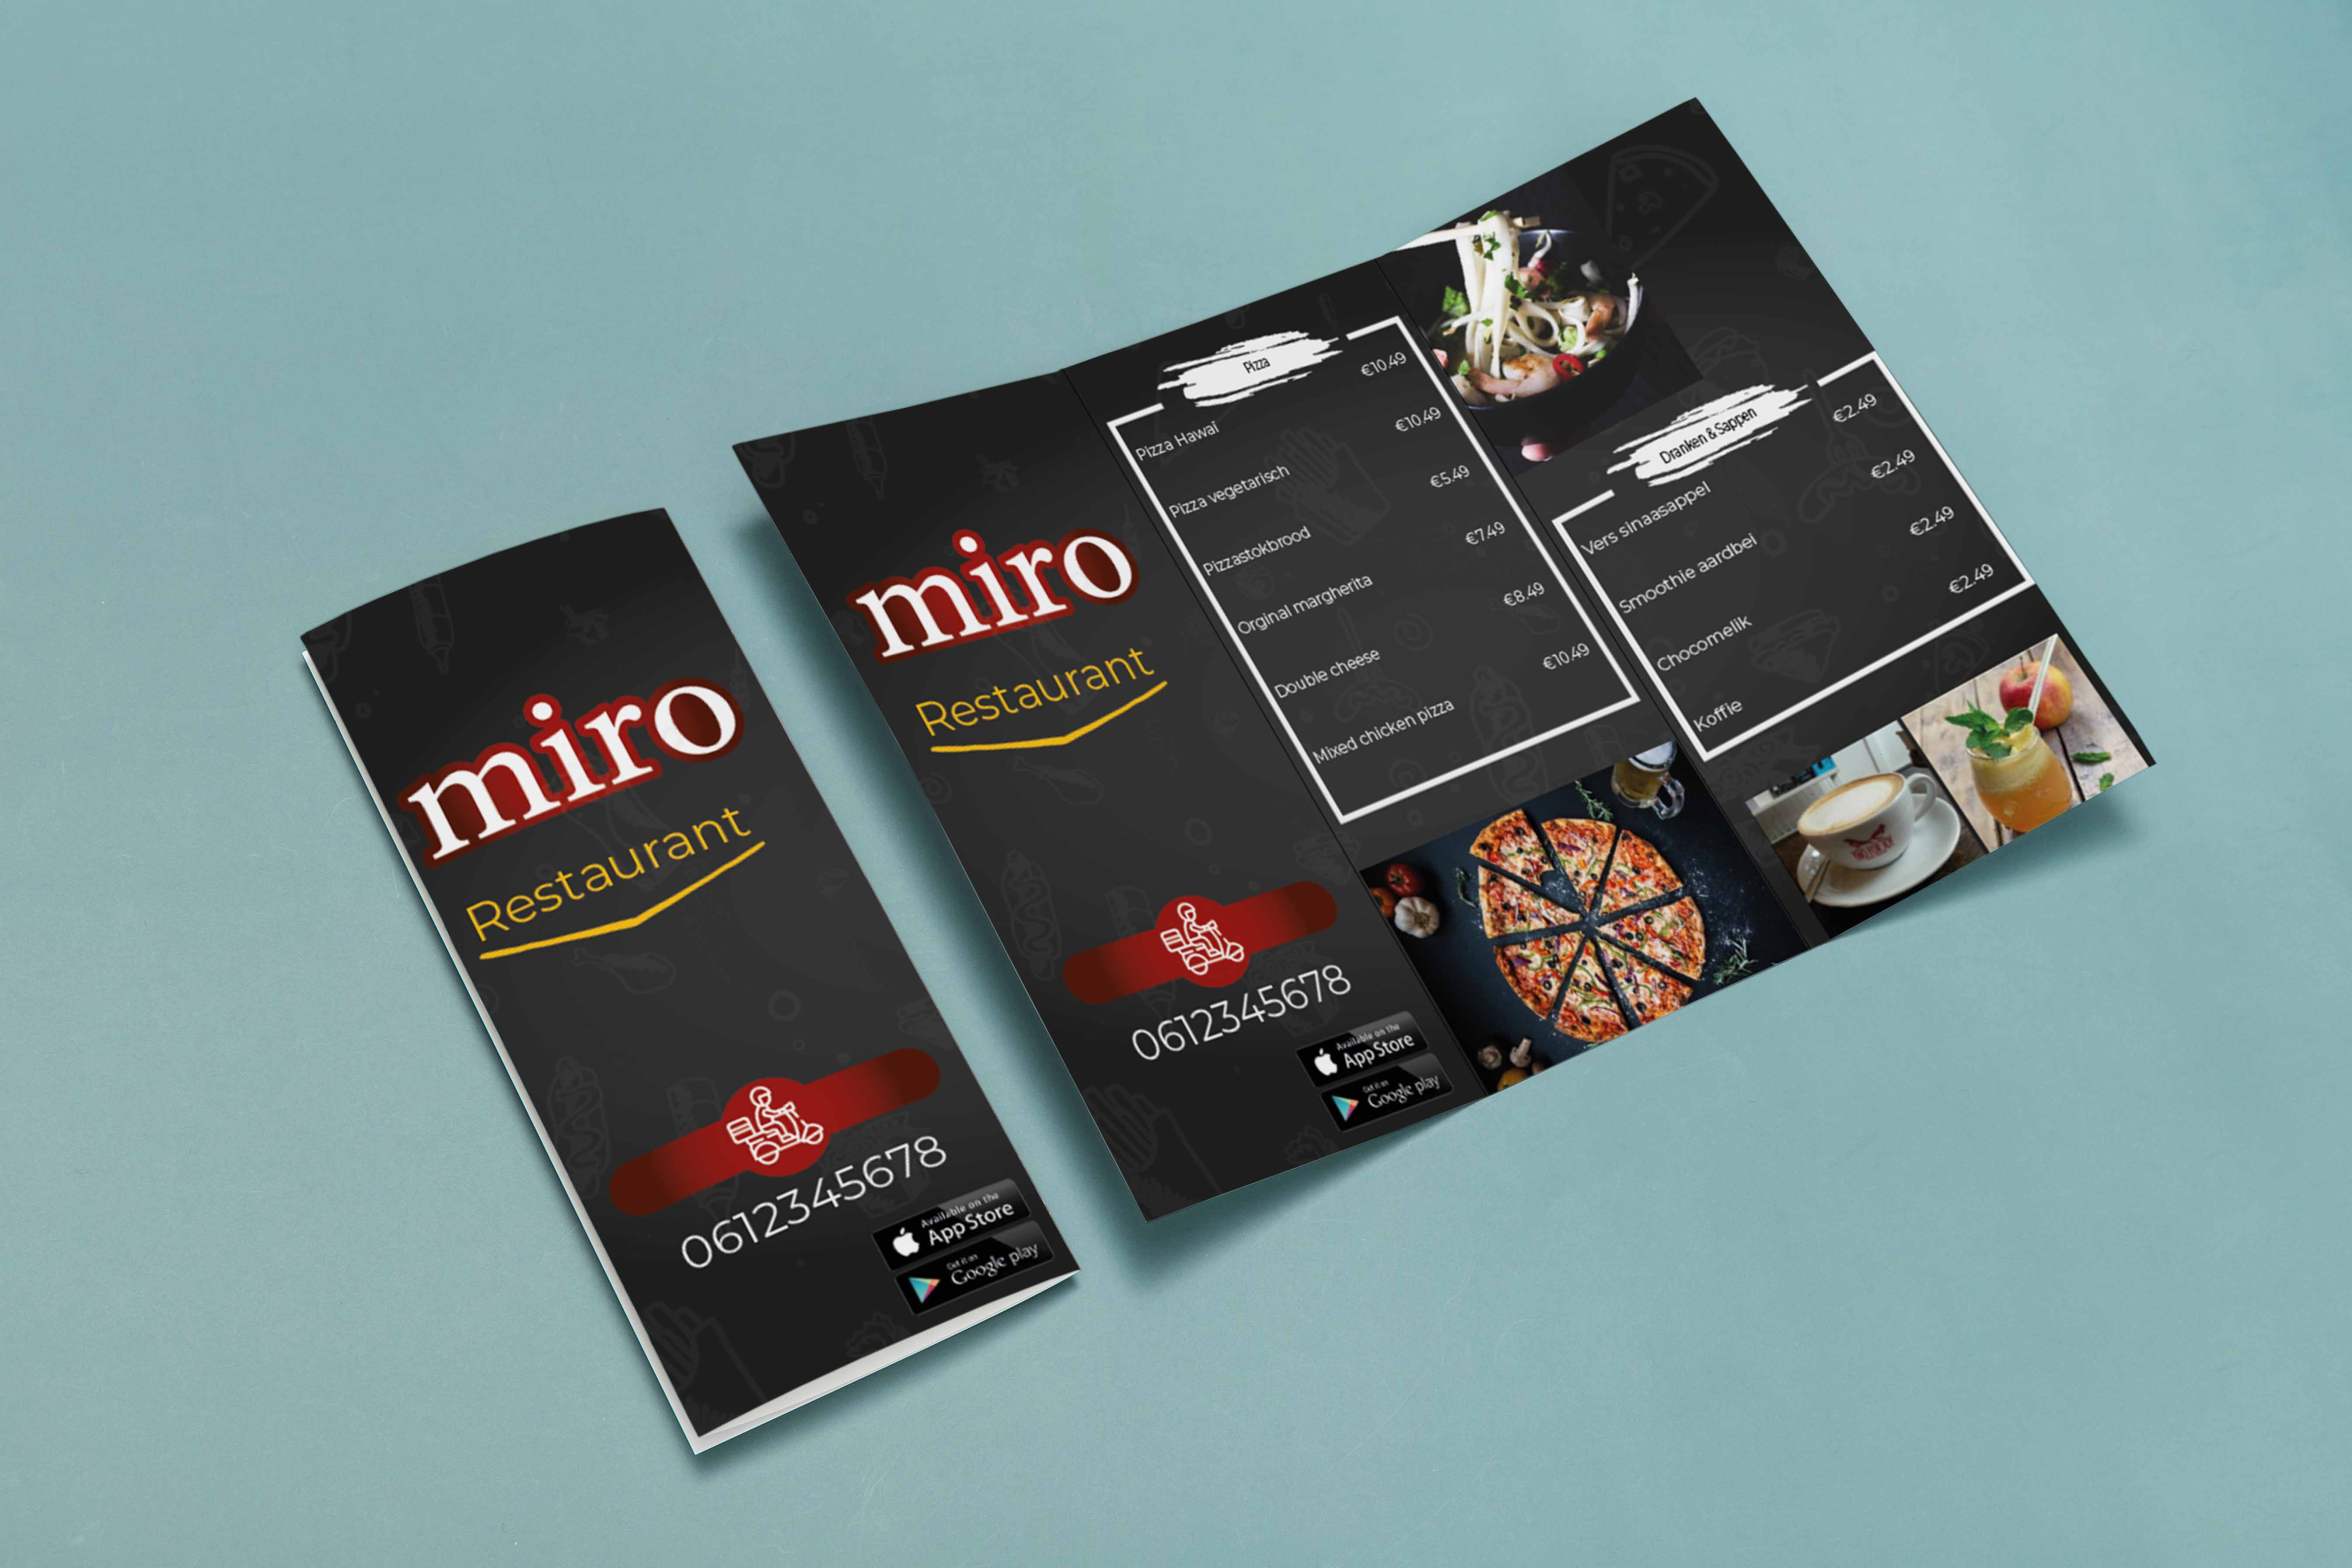 miro
Restaurant
0612345678
Available on the
App Store
Get it on
Google play
miro
Restaurant
0612345678
Available on the
App Store
Get it on
Google play
Pizza
Pizza Hawaï €10.49
Pizza vegetarisch €10.49
Pizzastokbrood €5.49
Orginal margherita €7.49
Double cheese €8.49
Mixed chicken pizza €10.49
Dranken & Sappen
Vers sinaasappel €2.49
Smoothie aardbei €2.49
Chocomelk €2.49
Koffie €2.49